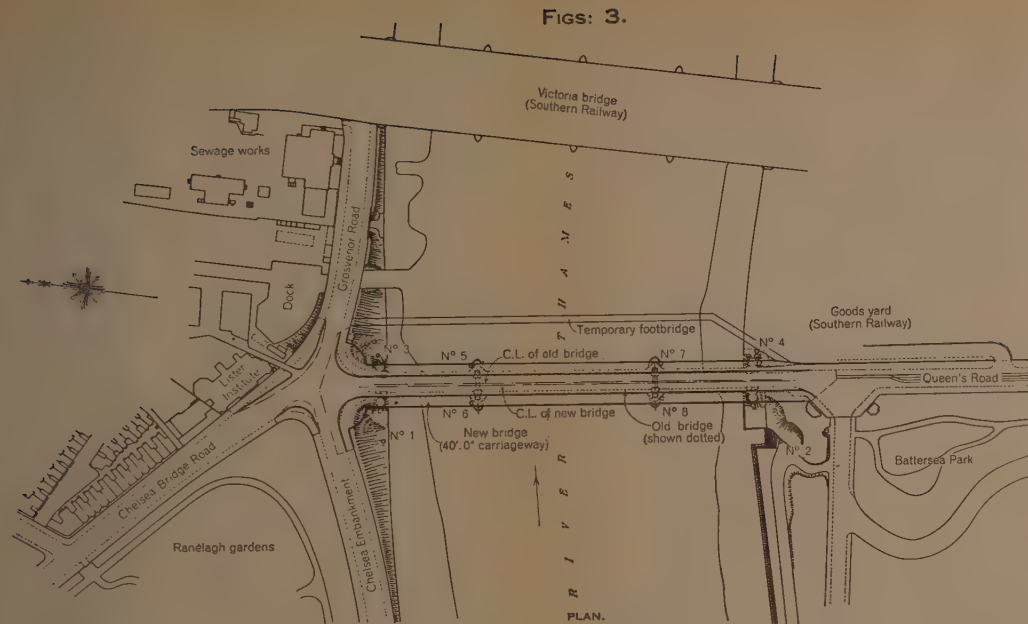 FIGS: 3.
Victoria bridge
(Southern Railway)
Sewage works
Grosvenor Road
Dock
RIVER THAMES
Goods yard
(Southern Railway)
Temporary footbridge
Nº 3
Nº 5
C.L. of old bridge
Nº 7
Nº 4
Queen's Road
Lister
Institute
Nº 6
C.L. of new bridge
Nº 8
Old bridge
(shown dotted)
Nº 1
New bridge
(40'.0" carriageway)
Nº 2
Battersea Park
Chelsea Bridge Road
Ranelagh gardens
Chelsea Embankment
PLAN.